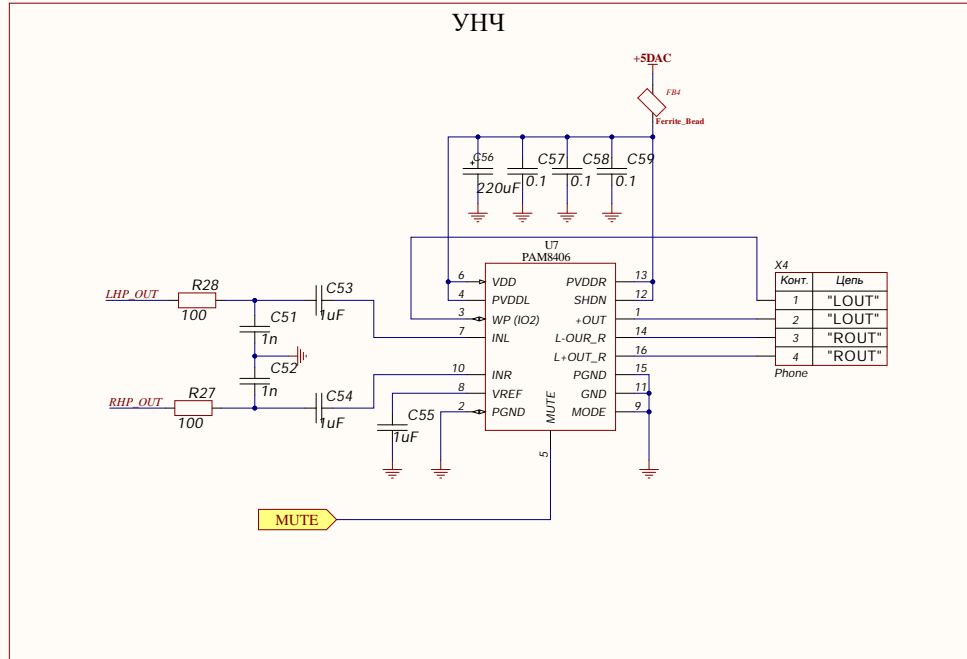 УНЧ
+5DAC
FB4
Ferrite_Bead
C56
+
220uF
C57
0.1
C58
0.1
C59
0.1
U7
PAM8406
6 VDD
4 PVDDL
3 WP (IO2)
7 INL
10 INR
8 VREF
2 PGND
PVDDR 13
SHDN 12
+OUT 1
L-OUR_R 14
L+OUT_R 16
PGND 15
GND 11
MODE 9
MUTE
5
LHP_OUT
R28
100
C53
1uF
C51
1n
C52
1n
RHP_OUT
R27
100
C54
1uF
C55
1uF
MUTE
X4
Конт. Цепь
1 "LOUT"
2 "LOUT"
3 "ROUT"
4 "ROUT"
Phone